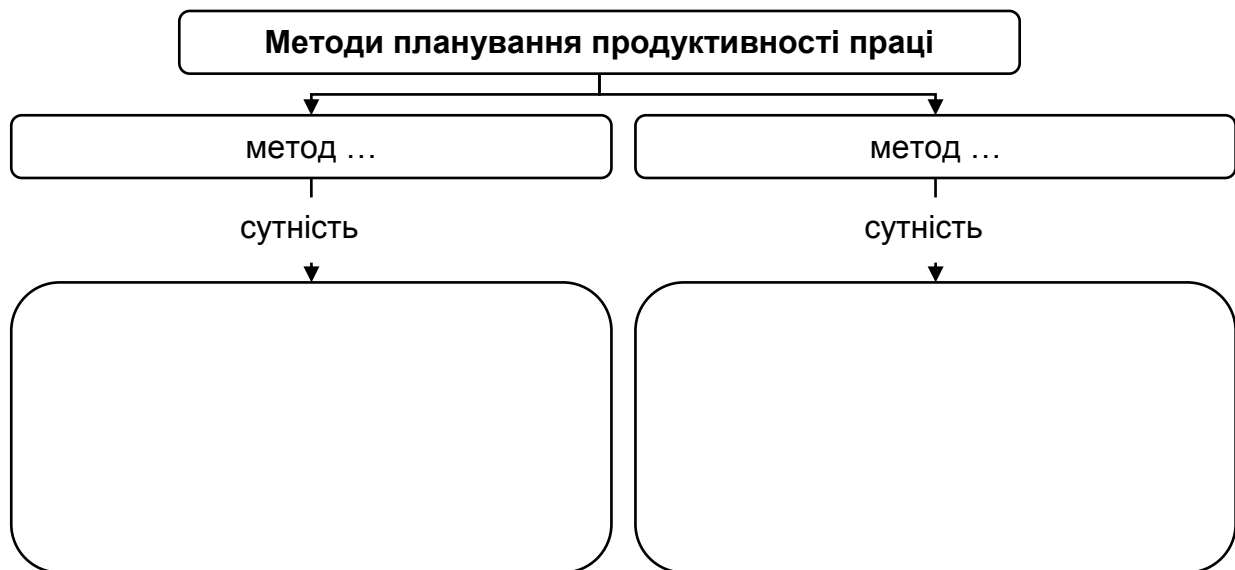 Методи планування продуктивності праці
метод …
метод …
сутність
сутність